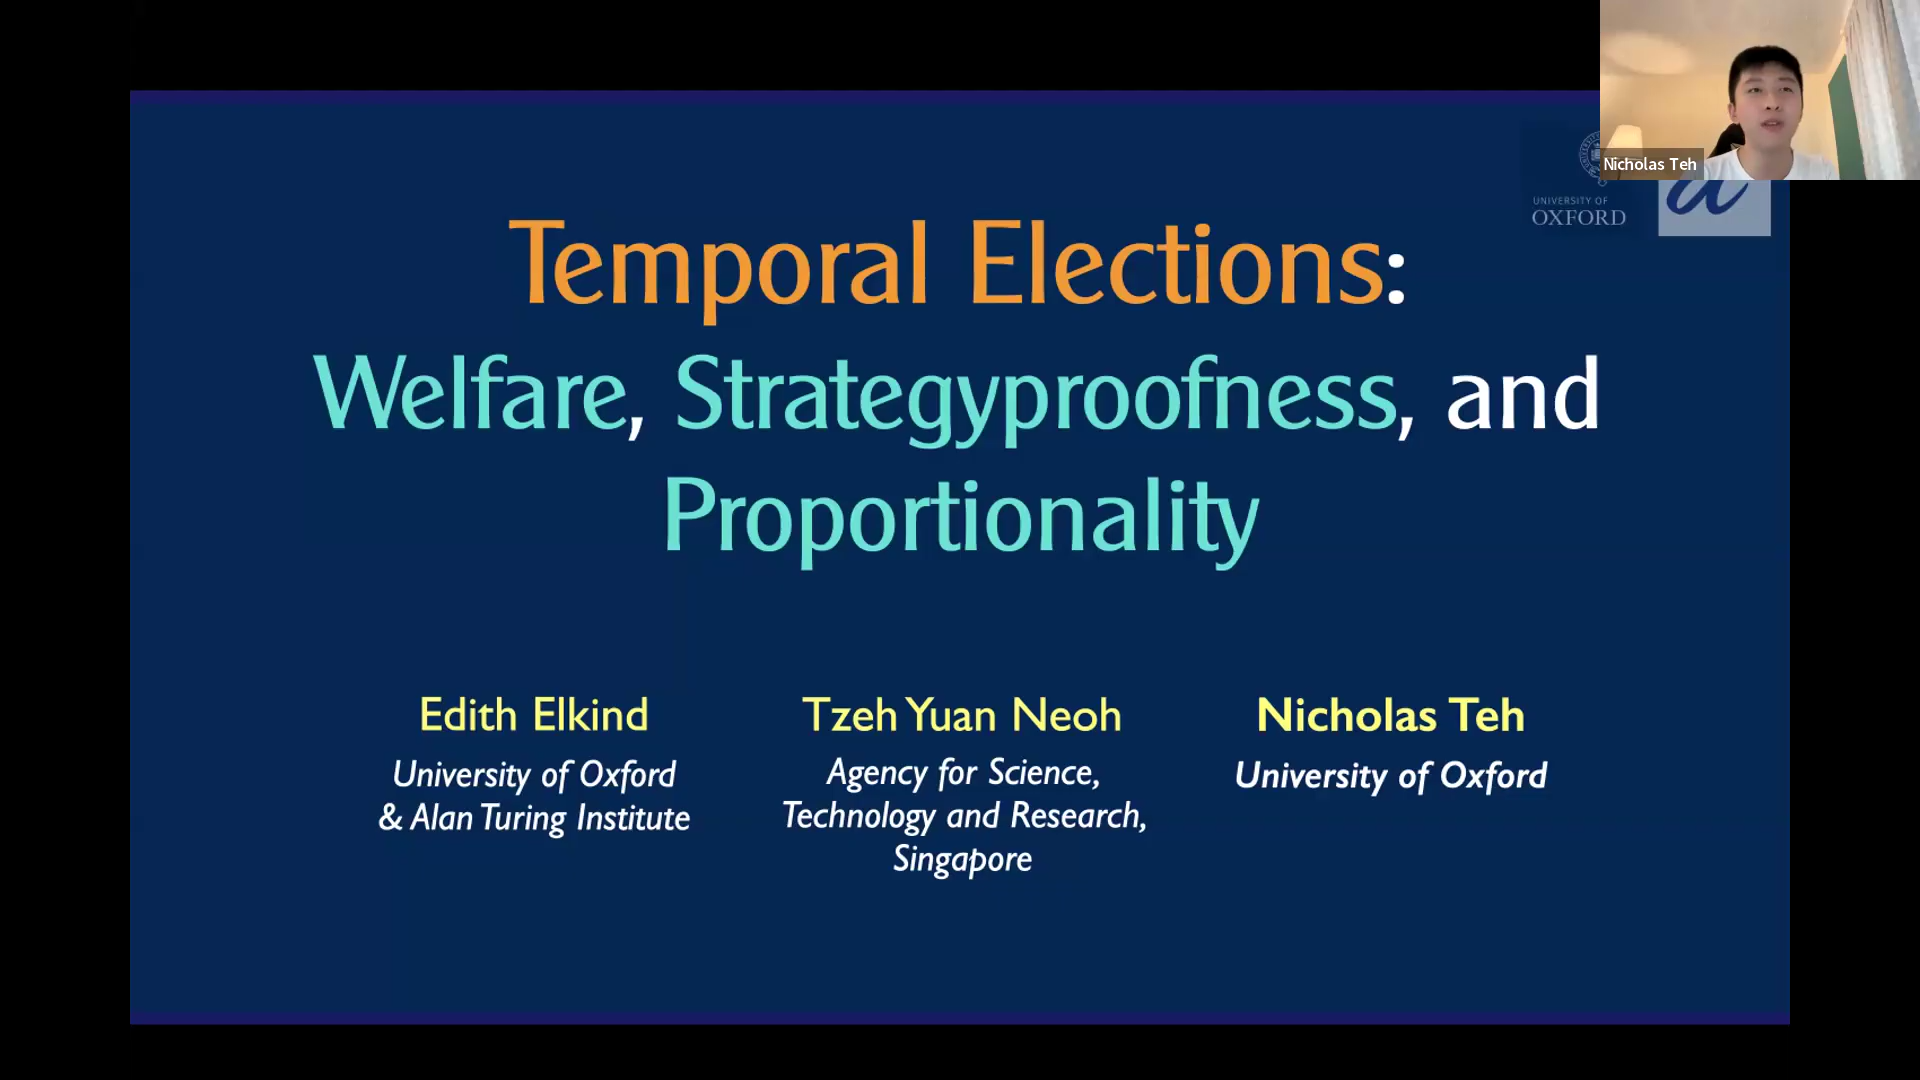 Nicholas Teh
UNIVERSITY OF
OXFORD
Temporal Elections:
Welfare, Strategyproofness, and
Proportionality
Edith Elkind
University of Oxford
& Alan Turing Institute
Tzeh Yuan Neoh
Agency for Science,
Technology and Research,
Singapore
Nicholas Teh
University of Oxford